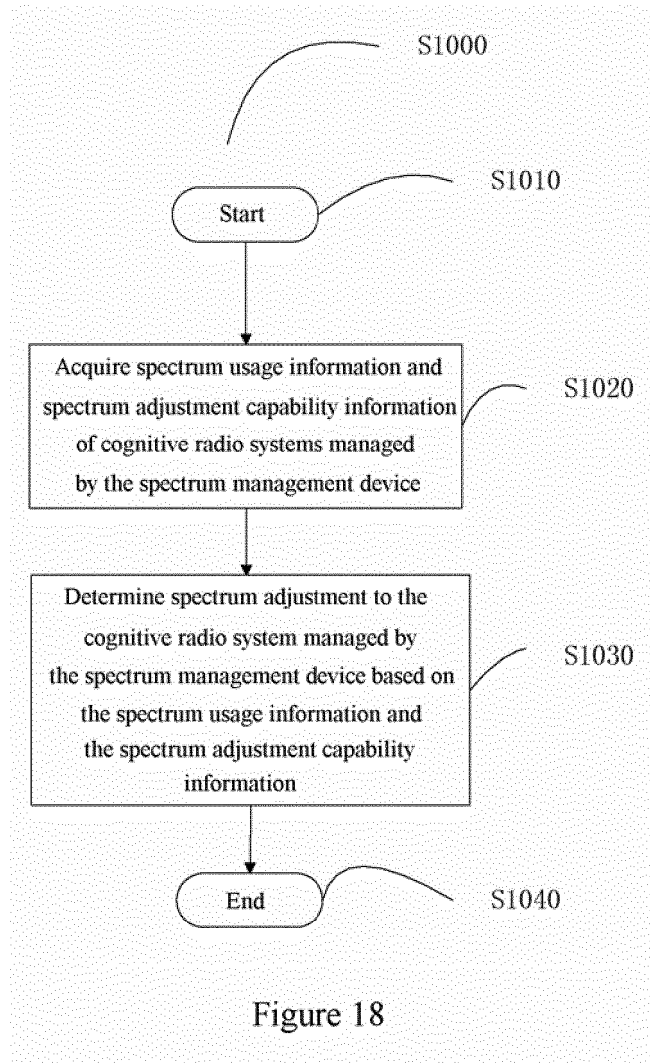 S1000
S1010
Start
Acquire spectrum usage information and
spectrum adjustment capability information
of cognitive radio systems managed
by the spectrum management device
S1020
Determine spectrum adjustment to the
cognitive radio system managed by
the spectrum management device based on
the spectrum usage information and
the spectrum adjustment capability
information
S1030
End
S1040
Figure 18